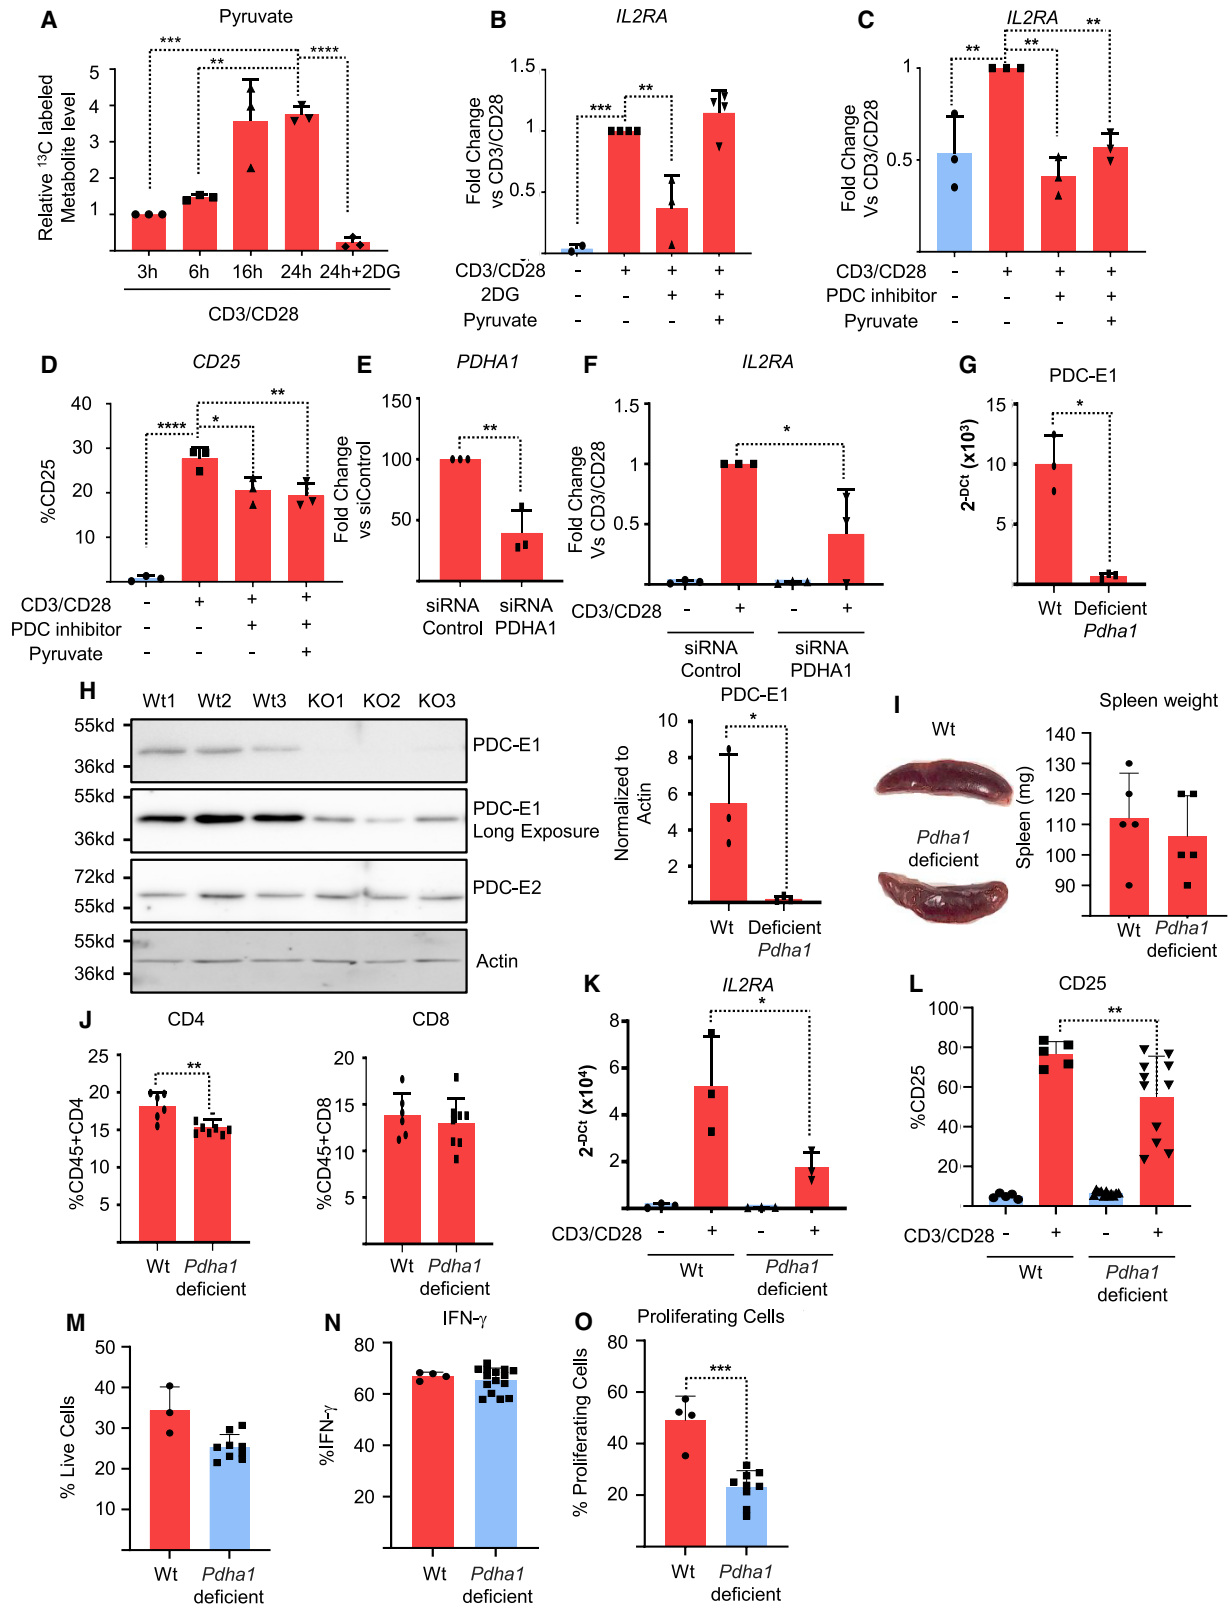 A
Pyruvate
Relative ¹³C labeled
Metabolite level
5
4
3
2
1
***
**
****
3h 6h 16h 24h 24h+2DG
CD3/CD28
B
IL2RA
Fold Change
vs CD3/CD28
1.5
1
0.5
***
**
CD3/CD28 - + + +
2DG - - + +
Pyruvate - - - +
C
IL2RA
Fold Change
Vs CD3/CD28
1
0.5
**
**
**
CD3/CD28 - + + +
PDC inhibitor - - + +
Pyruvate - - - +
D
CD25
%CD25
40
30
20
10
****
*
**
CD3/CD28 - + + +
PDC inhibitor - - + +
Pyruvate - - - +
E
PDHA1
Fold Change
vs siControl
150
100
50
**
siRNA siRNA
Control PDHA1
F
IL2RA
Fold Change
Vs CD3/CD28
1.5
1
0.5
*
CD3/CD28 - + - +
siRNA siRNA
Control PDHA1
G
PDC-E1
2-DCt (x10³)
15
10
5
*
Wt Deficient
Pdha1
H
Wt1 Wt2 Wt3 KO1 KO2 KO3
55kd
36kd
PDC-E1
55kd
36kd
PDC-E1
Long Exposure
72kd
55kd
PDC-E2
55kd
36kd
Actin
PDC-E1
Normalized to
Actin
10
8
6
4
2
*
Wt Deficient
Pdha1
I
Wt
Pdha1
deficient
Spleen weight
Spleen (mg)
140
130
120
110
100
90
Wt Pdha1
deficient
J
CD4
%CD45+CD4
25
20
15
10
5
**
Wt Pdha1
deficient
CD8
%CD45+CD8
20
15
10
5
Wt Pdha1
deficient
K
IL2RA
2-DCt (x10⁴)
8
6
4
2
*
CD3/CD28 - + - +
Wt Pdha1
deficient
L
CD25
%CD25
100
80
60
40
20
**
CD3/CD28 - + - +
Wt Pdha1
deficient
M
% Live Cells
50
40
30
20
10
Wt Pdha1
deficient
N
IFN-γ
%IFN-γ
80
60
40
20
Wt Pdha1
deficient
O
Proliferating Cells
% Proliferating Cells
80
60
40
20
***
Wt Pdha1
deficient